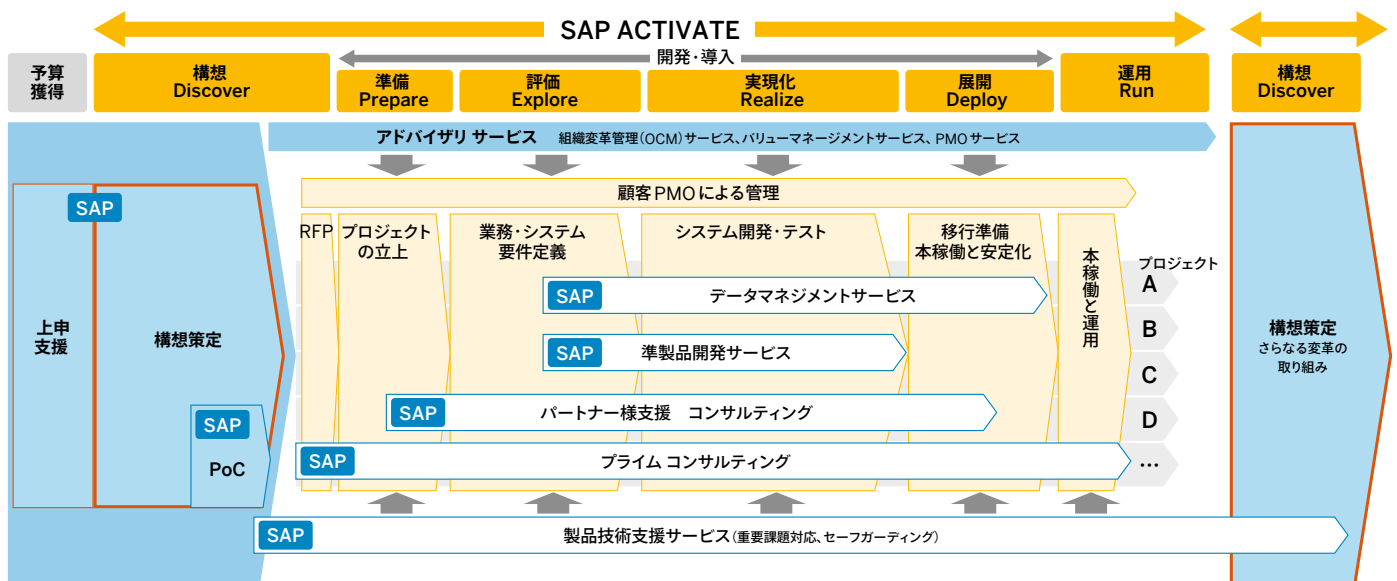 SAP ACTIVATE
開発・導入
予算
獲得
構想
Discover
準備
Prepare
評価
Explore
実現化
Realize
展開
Deploy
運用
Run
構想
Discover
アドバイザリ サービス 組織変革管理(OCM)サービス、バリューマネージメントサービス、PMOサービス
顧客PMOによる管理
SAP
RFP
プロジェクト
の立上
業務・システム
要件定義
システム開発・テスト
移行準備
本稼働と安定化
本稼働と運用
プロジェクト
A
B
C
D
...
SAP データマネジメントサービス
SAP 準製品開発サービス
SAP パートナー様支援 コンサルティング
SAP プライム コンサルティング
上申
支援
構想策定
SAP
PoC
構想策定
さらなる変革の
取り組み
SAP 製品技術支援サービス(重要課題対応、セーフガーディング)